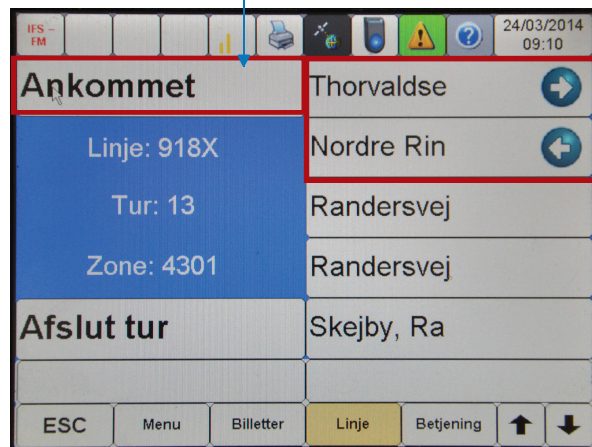 IFS –
FM
?
24/03/2014
09:10
Ankommet
Thorvaldse
Linje: 918X
Nordre Rin
Tur: 13
Randersvej
Zone: 4301
Randersvej
Afslut tur
Skejby, Ra
ESC
Menu
Billetter
Linje
Betjening